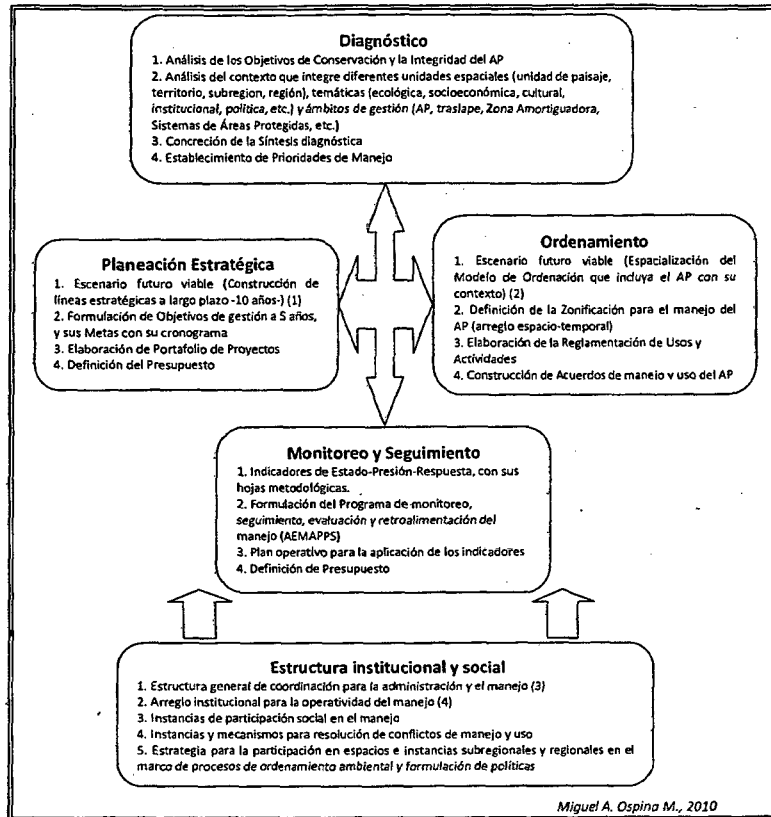 Diagnóstico
1. Análisis de los Objetivos de Conservación y la Integridad del AP
2. Análisis del contexto que integre diferentes unidades espaciales (unidad de paisaje,
territorio, subregion, región), temáticas (ecológica, socioeconómica, cultural,
institucional, política, etc.) y ámbitos de gestión (AP, traslape, Zona Amortiguadora,
Sistemas de Áreas Protegidas, etc.)
3. Concreción de la Síntesis diagnóstica
4. Establecimiento de Prioridades de Manejo
Planeación Estratégica
1. Escenario futuro viable (Construcción de
líneas estratégicas a largo plazo -10 años-) (1)
2. Formulación de Objetivos de gestión a 5 años,
y sus Metas con su cronograma
3. Elaboración de Portafolio de Proyectos
4. Definición del Presupuesto
Ordenamiento
1. Escenario futuro viable (Espacialización del
Modelo de Ordenación que incluya el AP con su
contexto) (2)
2. Definición de la Zonificación para el manejo del
AP (arreglo espacio-temporal)
3. Elaboración de la Reglamentación de Usos y
Actividades
4. Construcción de Acuerdos de manejo y uso del AP
Monitoreo y Seguimiento
1. Indicadores de Estado-Presión-Respuesta, con sus
hojas metodológicas.
2. Formulación del Programa de monitoreo,
seguimiento, evaluación y retroalimentación del
manejo (AEMAPPS)
3. Plan operativo para la aplicación de los indicadores
4. Definición de Presupuesto
Estructura institucional y social
1. Estructura general de coordinación para la administración y el manejo (3)
2. Arreglo institucional para la operatividad del manejo (4)
3. Instancias de participación social en el manejo
4. Instancias y mecanismos para resolución de conflictos de manejo y uso
5. Estrategia para la participación en espacios e instancias subregionales y regionales en el
marco de procesos de ordenamiento ambiental y formulación de políticas
Miguel A. Ospina M., 2010